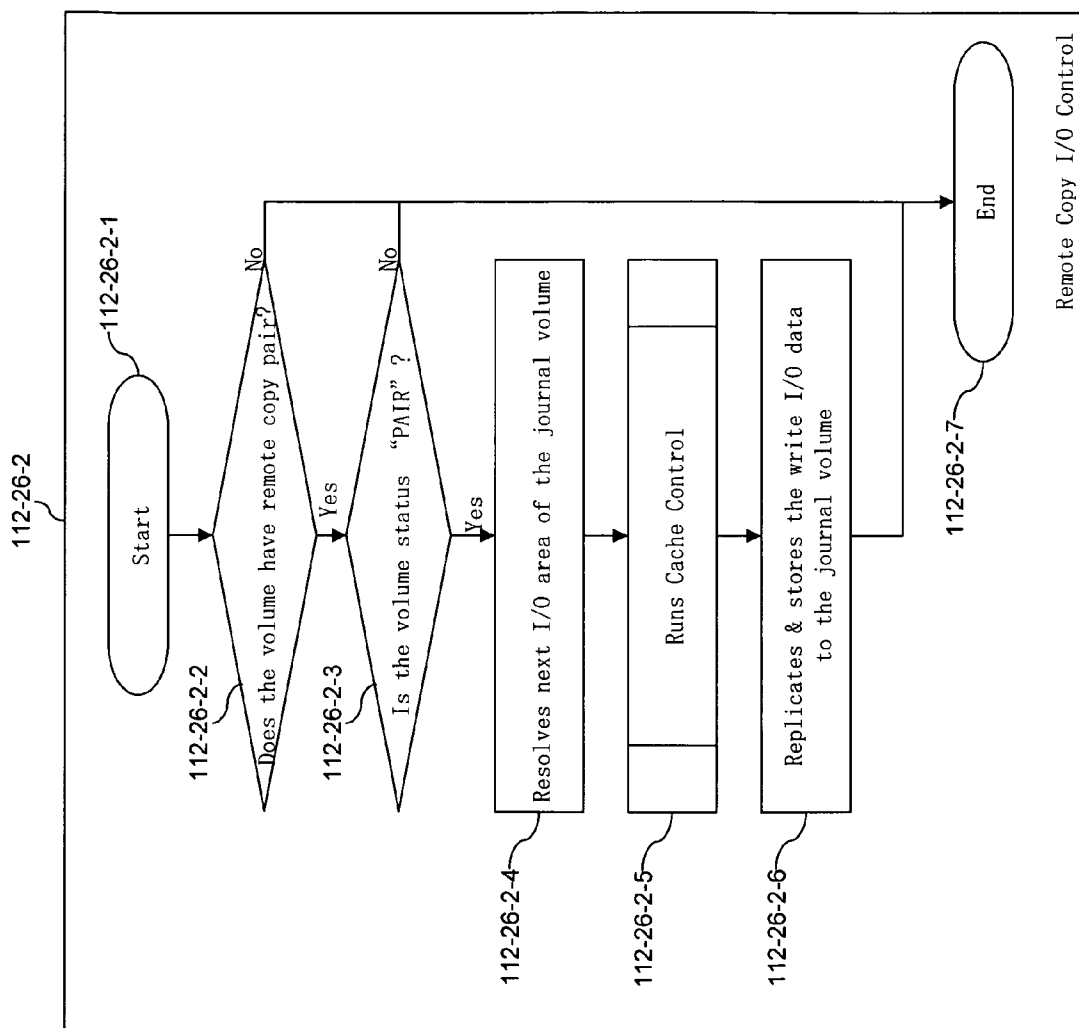 112-26-2
Start
112-26-2-1
Does the volume have remote copy pair?
112-26-2-2
No
Yes
Is the volume status “PAIR” ?
112-26-2-3
No
Yes
Resolves next I/O area of the journal volume
112-26-2-4
Runs Cache Control
112-26-2-5
Replicates & stores the write I/O data
to the journal volume
112-26-2-6
End
112-26-2-7
Remote Copy I/O Control